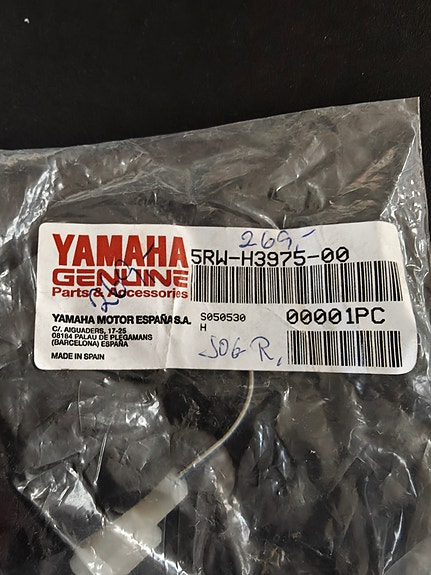 269,-
YAMAHA 5RW-H3975-00
GENUINE
Parts & Accessories
YAMAHA MOTOR ESPAÑA S.A. S050530 00001PC
C/. AIGUADERS, 17-25 H
08184 PALAU DE PLEGAMANS
(BARCELONA) ESPAÑA
JOG R,
MADE IN SPAIN